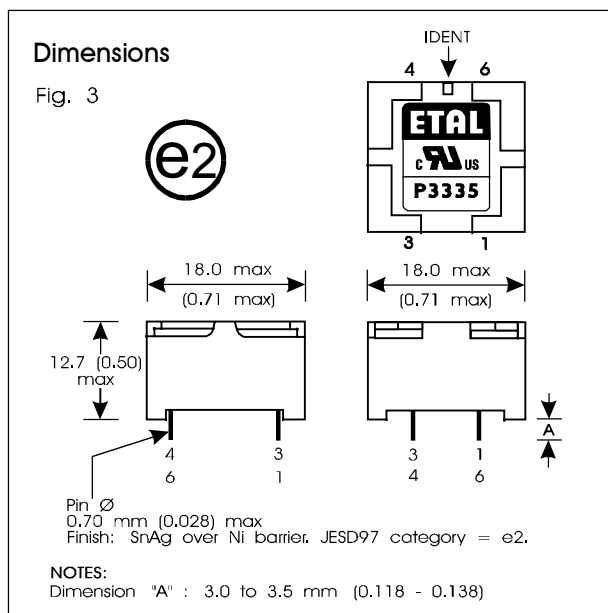 Dimensions
Fig. 3
e2
IDENT
4 6
ETAL
c RU US
P3335
3 1
18.0 max
(0.71 max)
18.0 max
(0.71 max)
12.7 (0.50)
max
A
4 3
6 1
3 1
4 6
Pin Ø
0.70 mm (0.028) max
Finish: SnAg over Ni barrier. JESD97 category = e2.
NOTES:
Dimension "A" : 3.0 to 3.5 mm (0.118 - 0.138)